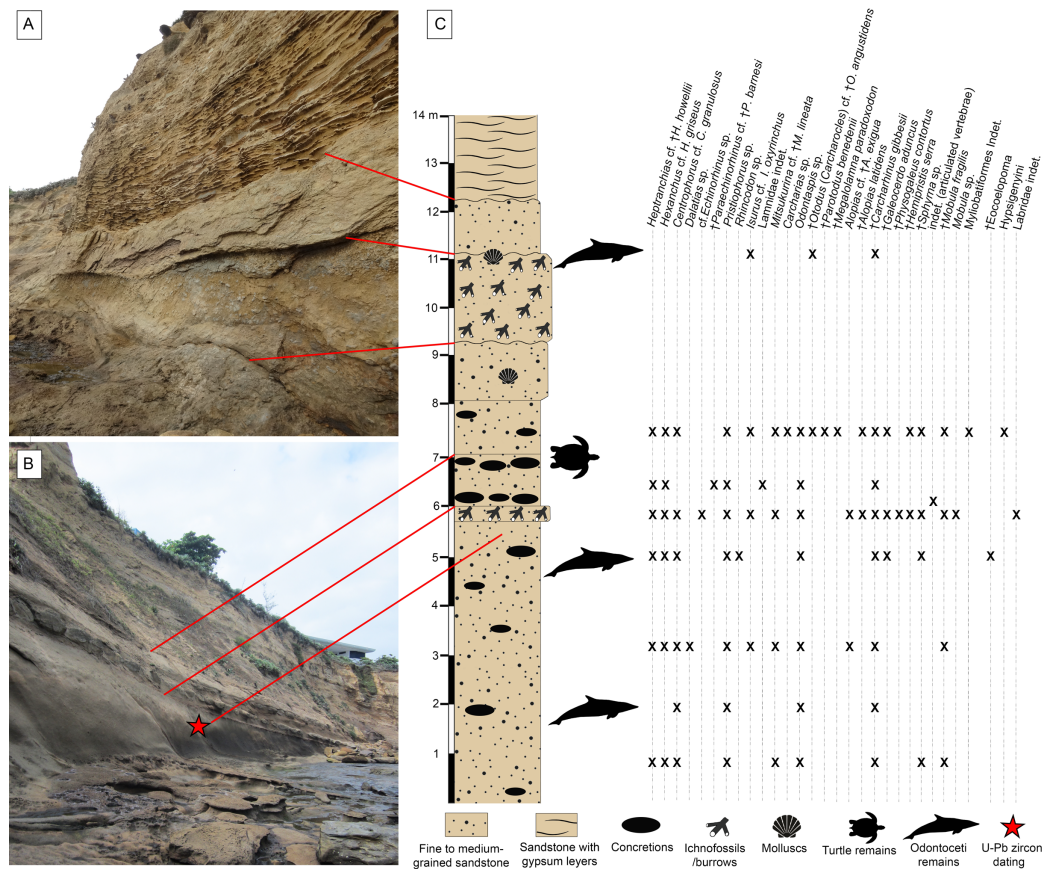 A
B
C
Heptranchias cf. †H. howellii
Hexanchus cf. H. griseus
Centrophorus cf. C. granulosus
Dalatias sp.
cf.Echinorhinus sp.
†Paraechinorhinus cf. †P. barnesi
Pristiophorus sp.
Rhincodon sp.
Isurus cf. I. oxyrinchus
Lamnidae indet.
Mitsukurina cf. †M. lineata
Carcharias sp.
Odontaspis sp.
†Otodus (Carcharocles) cf. †O. angustidens
†Parotodus benedenii
†Megalolamna paradoxodon
Alopias cf. †A. exigua
†Alopias latidens
†Carcharhinus gibbesii
†Galeocerdo aduncus
†Physogaleus contortus
†Hemipristis serra
†Sphyrna sp.
indet. (articulated vertebrae)
†Mobula fragilis
Mobula sp.
Myliobatiformes Indet.
†Eocoelopoma
Hypsigenyini
Labridae indet.
14 m
13
12
11
10
9
8
7
6
5
4
3
2
1
X X X
X X X X X X X X X X X X X X X X X X X
X X X X X X X X
X
X X X X X X X X X X X X X X X X X X
X X X X X X X X X X
X X X X X X X X X X X
X X X X
X X X X X X X X X
Fine to medium-
grained sandstone
Sandstone with
gypsum leyers
Concretions
Ichnofossils
/burrows
Molluscs
Turtle remains
Odontoceti
remains
U-Pb zircon
dating